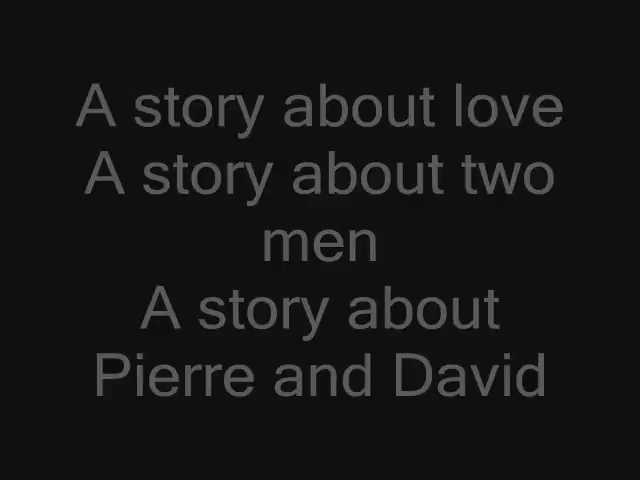 A story about love
A story about two
men
A story about
Pierre and David